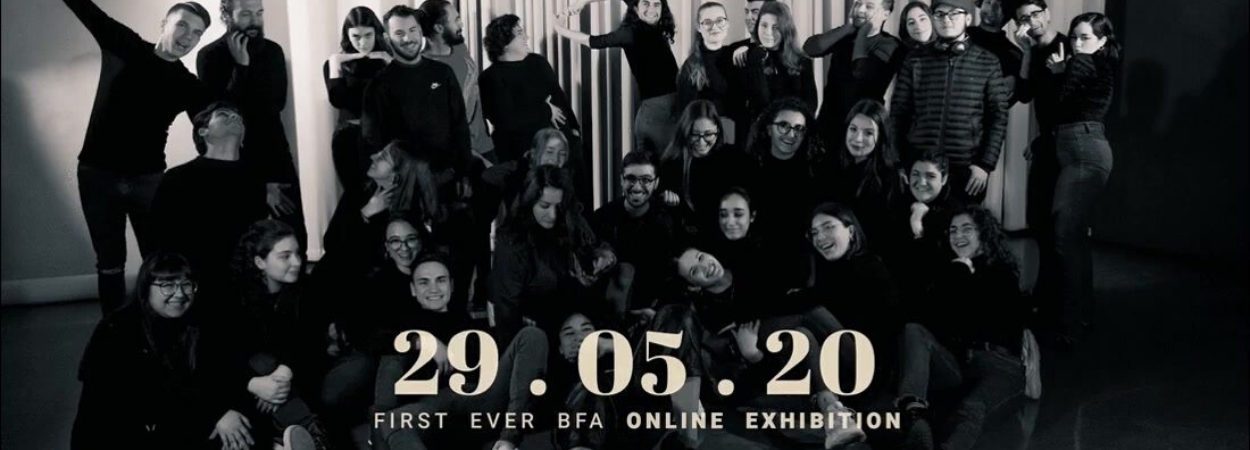 29 . 05 . 20
FIRST EVER BFA ONLINE EXHIBITION